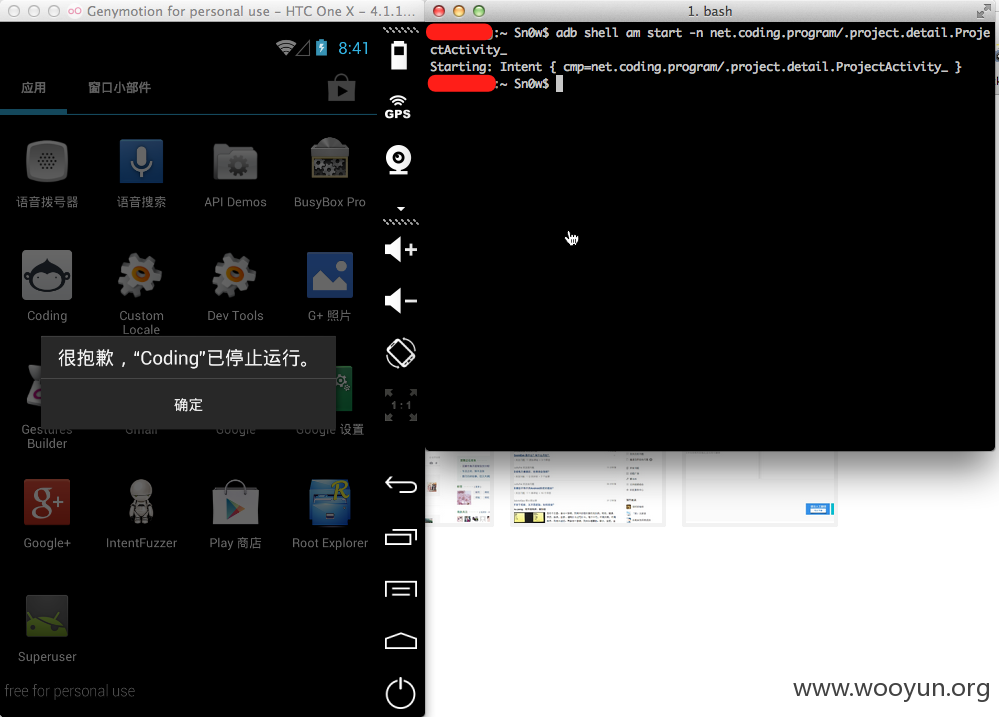 Genymotion for personal use – HTC One X – 4.1.1...
8:41
应用
窗口小部件
语音拨号器
语音搜索
API Demos
BusyBox Pro
Coding
Custom
Locale
Dev Tools
G+ 照片
很抱歉，“Coding”已停止运行。
确定
Gestures
Builder
Gmail
Google
Google 设置
Google+
IntentFuzzer
Play 商店
Root Explorer
Superuser
free for personal use
GPS
1:1
1. bash
:~ Sn0w$ adb shell am start -n net.coding.program/.project.detail.Proje
ctActivity_
Starting: Intent { cmp=net.coding.program/.project.detail.ProjectActivity_ }
:~ Sn0w$
www.wooyun.org